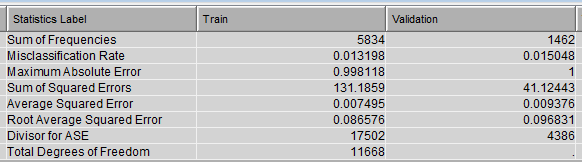 Statistics Label Train Validation
Sum of Frequencies 5834 1462
Misclassification Rate 0.013198 0.015048
Maximum Absolute Error 0.998118 1
Sum of Squared Errors 131.1859 41.12443
Average Squared Error 0.007495 0.009376
Root Average Squared Error 0.086576 0.096831
Divisor for ASE 17502 4386
Total Degrees of Freedom 11668 .